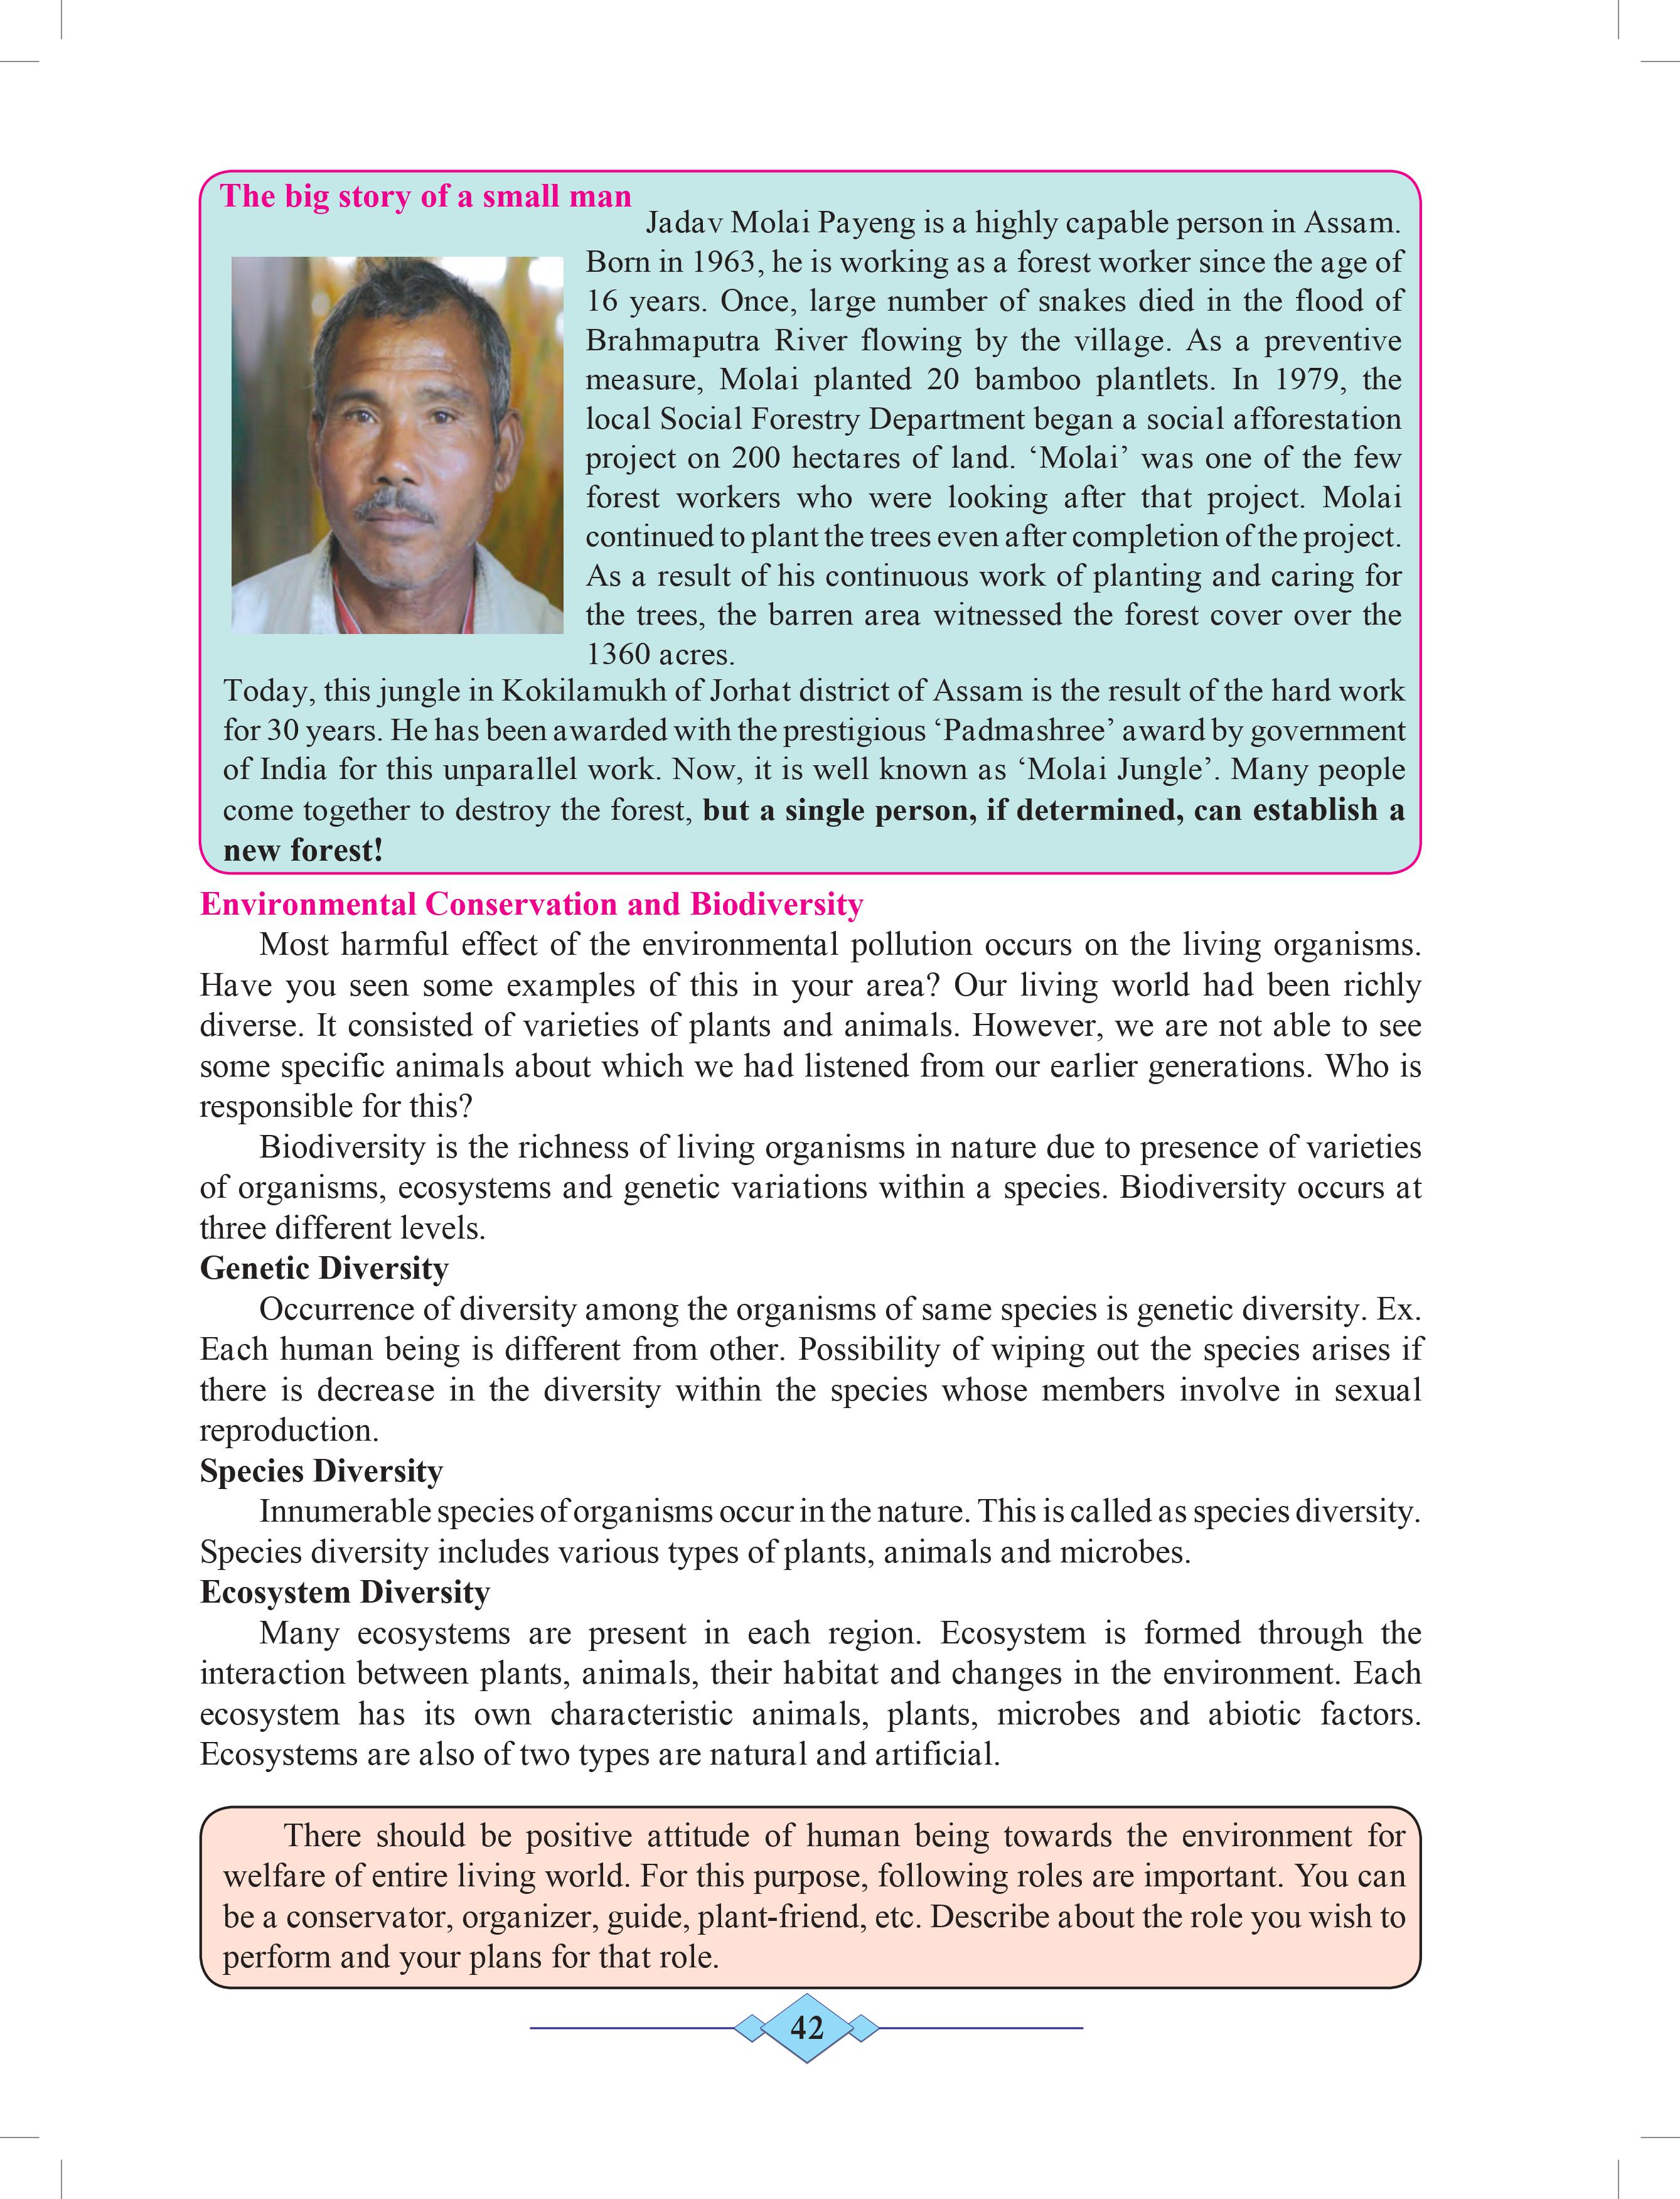 The big story of a small man
Jadav Molai Payeng is a highly capable person in Assam.
Born in 1963, he is working as a forest worker since the age of
16 years. Once, large number of snakes died in the flood of
Brahmaputra River flowing by the village. As a preventive
measure, Molai planted 20 bamboo plantlets. In 1979, the
local Social Forestry Department began a social afforestation
project on 200 hectares of land. ‘Molai’ was one of the few
forest workers who were looking after that project. Molai
continued to plant the trees even after completion of the project.
As a result of his continuous work of planting and caring for
the trees, the barren area witnessed the forest cover over the
1360 acres.
Today, this jungle in Kokilamukh of Jorhat district of Assam is the result of the hard work
for 30 years. He has been awarded with the prestigious ‘Padmashree’ award by government
of India for this unparallel work. Now, it is well known as ‘Molai Jungle’. Many people
come together to destroy the forest, but a single person, if determined, can establish a
new forest!
Environmental Conservation and Biodiversity
Most harmful effect of the environmental pollution occurs on the living organisms.
Have you seen some examples of this in your area? Our living world had been richly
diverse. It consisted of varieties of plants and animals. However, we are not able to see
some specific animals about which we had listened from our earlier generations. Who is
responsible for this?
Biodiversity is the richness of living organisms in nature due to presence of varieties
of organisms, ecosystems and genetic variations within a species. Biodiversity occurs at
three different levels.
Genetic Diversity
Occurrence of diversity among the organisms of same species is genetic diversity. Ex.
Each human being is different from other. Possibility of wiping out the species arises if
there is decrease in the diversity within the species whose members involve in sexual
reproduction.
Species Diversity
Innumerable species of organisms occur in the nature. This is called as species diversity.
Species diversity includes various types of plants, animals and microbes.
Ecosystem Diversity
Many ecosystems are present in each region. Ecosystem is formed through the
interaction between plants, animals, their habitat and changes in the environment. Each
ecosystem has its own characteristic animals, plants, microbes and abiotic factors.
Ecosystems are also of two types are natural and artificial.
There should be positive attitude of human being towards the environment for
welfare of entire living world. For this purpose, following roles are important. You can
be a conservator, organizer, guide, plant-friend, etc. Describe about the role you wish to
perform and your plans for that role.
42